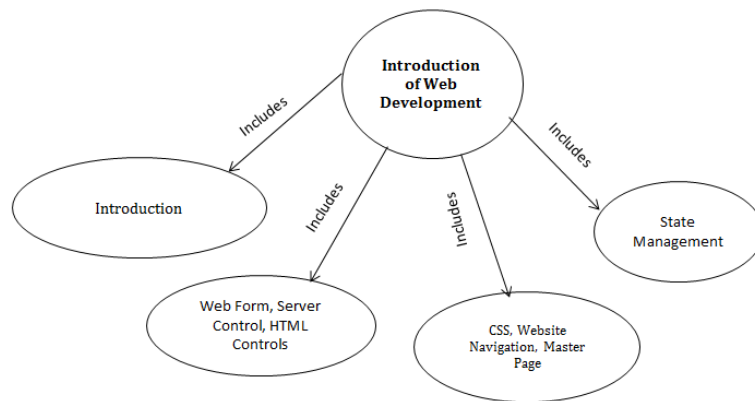 Introduction
of Web
Development
Includes
Includes
Includes
Includes
Introduction
Web Form, Server
Control, HTML
Controls
CSS, Website
Navigation, Master
Page
State
Management